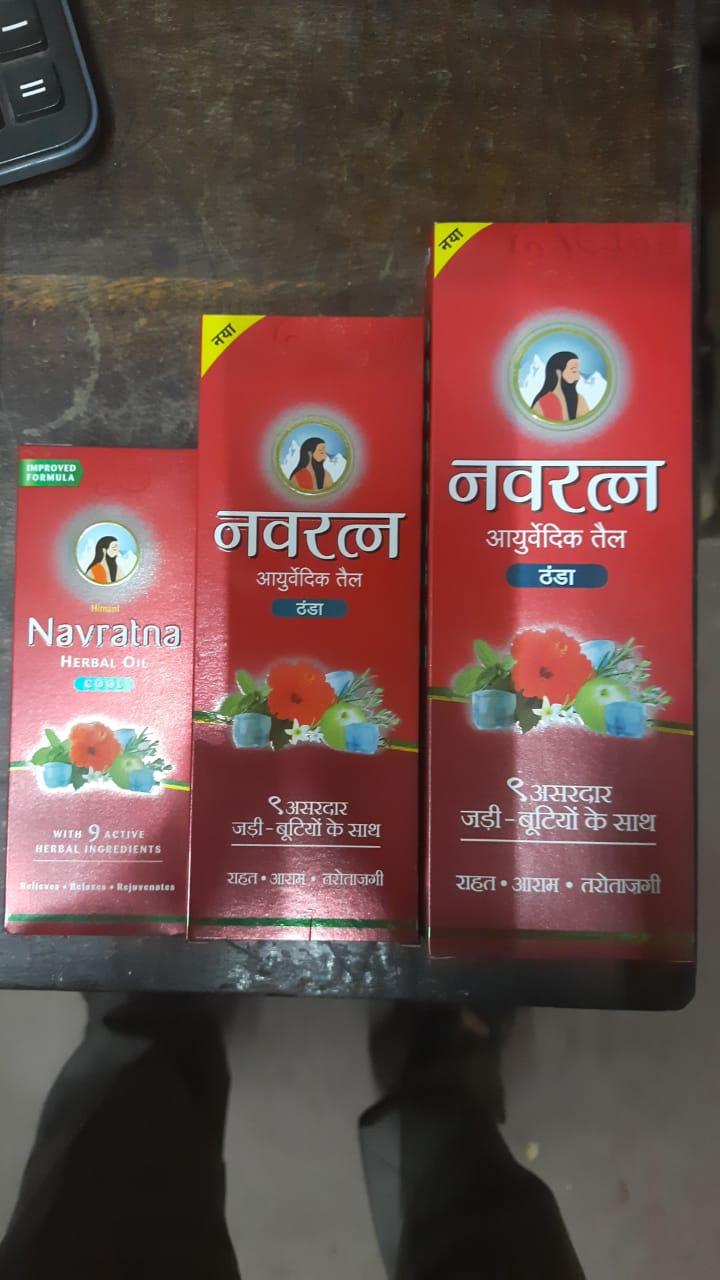 IMPROVED
FORMULA
Himani
Navratna
HERBAL OIL
COOL
WITH 9 ACTIVE
HERBAL INGREDIENTS
Relieves • Relaxes • Rejuvenates
नया
नवरत्न
आयुर्वेदिक तैल
ठंडा
९ असरदार
जड़ी-बूटियों के साथ
राहत • आराम • तरोताज़गी
नया
नवरत्न
आयुर्वेदिक तैल
ठंडा
९ असरदार
जड़ी-बूटियों के साथ
राहत • आराम • तरोताज़गी
=